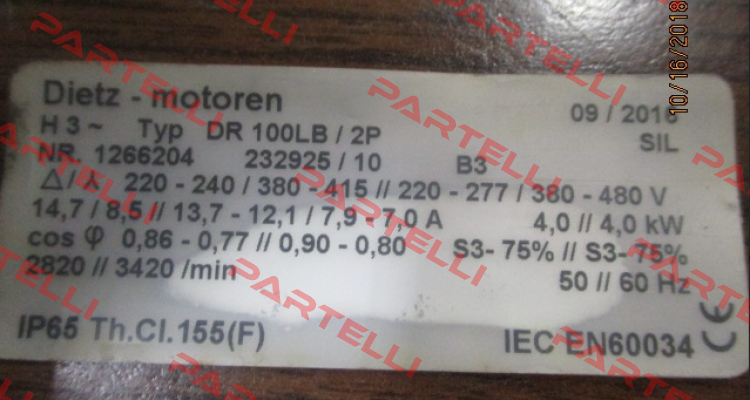 Dietz - motoren
09 / 2016
H 3 ~ Typ DR 100LB / 2P
SIL
NR. 1266204 232925 / 10 B3
△ / 人 220 - 240 / 380 - 415 // 220 - 277 / 380 - 480 V
14,7 / 8,5 // 13,7 - 12,1 / 7,9 - 7,0 A 4,0 // 4,0 kW
cos φ 0,86 - 0,77 // 0,90 - 0,80 S3- 75% // S3- 75%
2820 // 3420 /min 50 // 60 Hz
IP65 Th.Cl.155(F) IEC EN60034 CE
10/16/2018
PARTELLI
PARTELLI
PARTELLI
PARTELLI